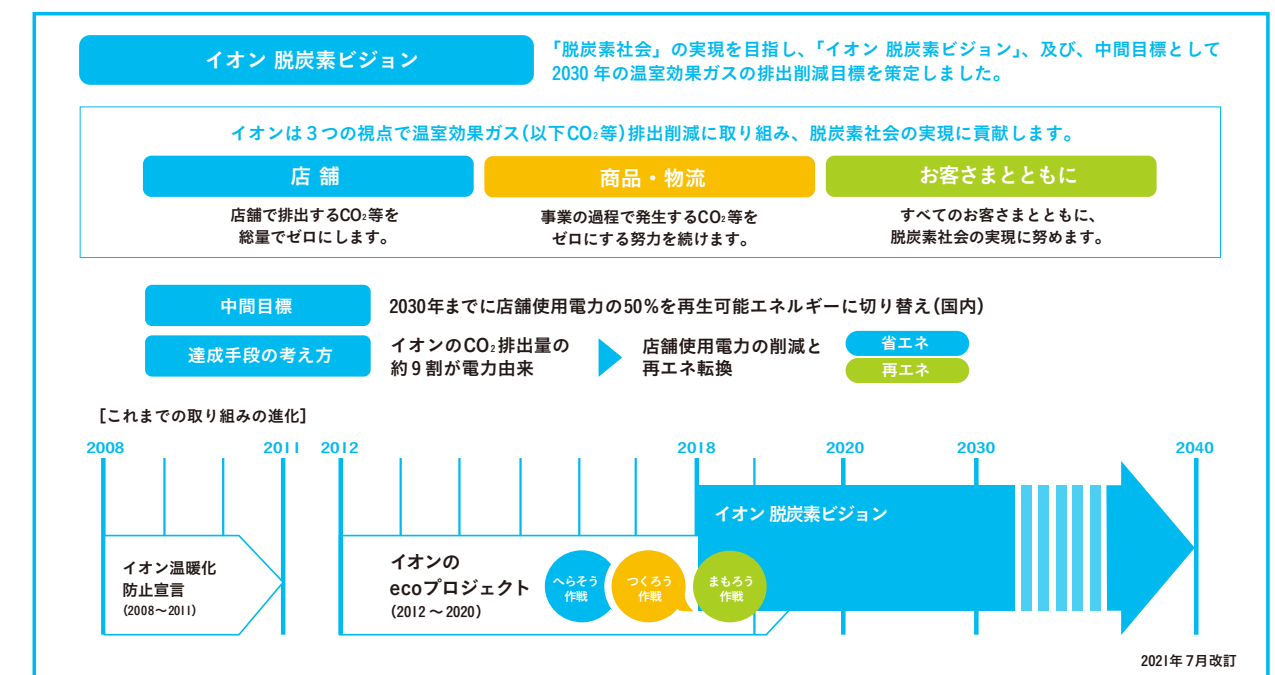 イオン 脱炭素ビジョン
「脱炭素社会」の実現を目指し、「イオン 脱炭素ビジョン」、及び、中間目標として
2030 年の温室効果ガスの排出削減目標を策定しました。
イオンは3つの視点で温室効果ガス(以下CO₂等)排出削減に取り組み、脱炭素社会の実現に貢献します。
店 舗
商品・物流
お客さまとともに
店舗で排出するCO₂等を
総量でゼロにします。
事業の過程で発生するCO₂等を
ゼロにする努力を続けます。
すべてのお客さまとともに、
脱炭素社会の実現に努めます。
中間目標
2030年までに店舗使用電力の50%を再生可能エネルギーに切り替え(国内)
達成手段の考え方
イオンのCO₂排出量の
約9割が電力由来
店舗使用電力の削減と
再エネ転換
省エネ
再エネ
[これまでの取り組みの進化]
2008
2011
2012
2018
2020
2030
2040
イオン 脱炭素ビジョン
イオン温暖化
防止宣言
(2008～2011)
イオンの
ecoプロジェクト
(2012 ～ 2020)
へらそう
作戦
つくろう
作戦
まもろう
作戦
2021年 7月改訂